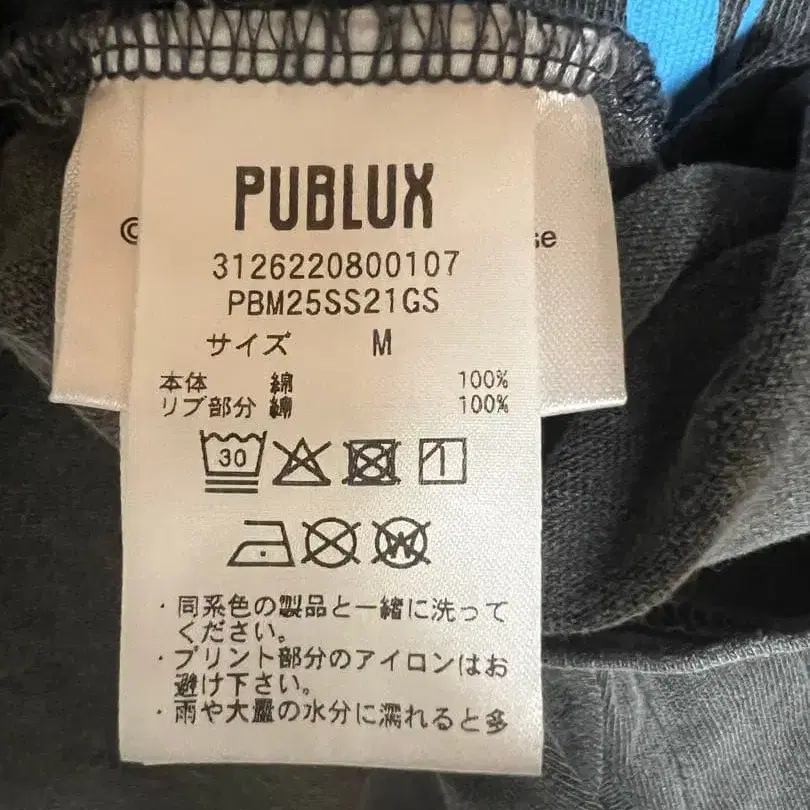 PUBLUX
©
se
3126220800107
PBM25SS21GS
サイズ M
本体 綿 100%
リブ部分 綿 100%
30
W
・同系色の製品と一緒に洗って
ください。
・プリント部分のアイロンはお
避け下さい。
・雨や大量の水分に濡れると多